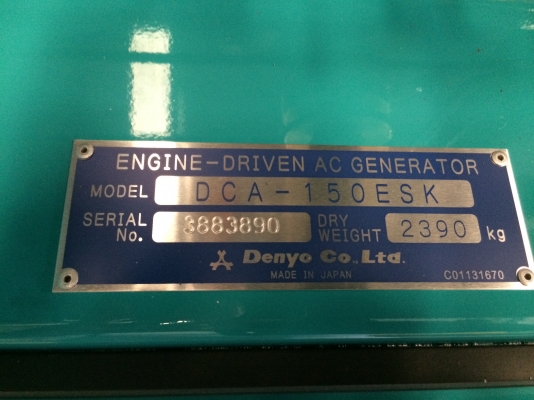 ENGINE-DRIVEN AC GENERATOR
MODEL DCA-150ESK
SERIAL No. 3883890 DRY WEIGHT 2390 kg
Denyo Co., Ltd.
MADE IN JAPAN C01131670